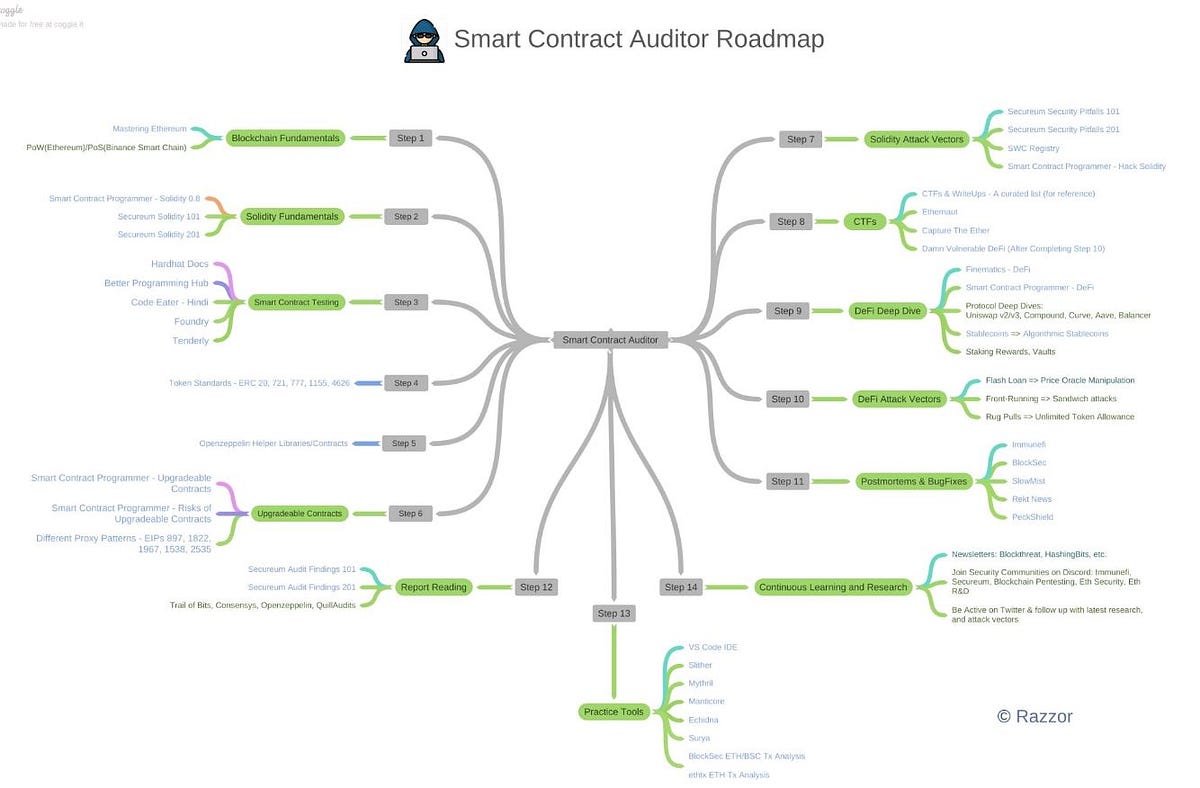 made for free at coggle.it
Smart Contract Auditor Roadmap
Smart Contract Auditor
Step 1
Blockchain Fundamentals
Mastering Ethereum
PoW(Ethereum)/PoS(Binance Smart Chain)
Step 2
Solidity Fundamentals
Smart Contract Programmer - Solidity 0.8
Secureum Solidity 101
Secureum Solidity 201
Step 3
Smart Contract Testing
Hardhat Docs
Better Programming Hub
Code Eater - Hindi
Foundry
Tenderly
Step 4
Token Standards - ERC 20, 721, 777, 1155, 4626
Step 5
Openzeppelin Helper Libraries/Contracts
Step 6
Upgradeable Contracts
Smart Contract Programmer - Upgradeable
Contracts
Smart Contract Programmer - Risks of
Upgradeable Contracts
Different Proxy Patterns - EIPs 897, 1822,
1967, 1538, 2535
Step 7
Solidity Attack Vectors
Secureum Security Pitfalls 101
Secureum Security Pitfalls 201
SWC Registry
Smart Contract Programmer - Hack Solidity
Step 8
CTFs
CTFs & WriteUps - A curated list (for reference)
Ethernaut
Capture The Ether
Damn Vulnerable DeFi (After Completing Step 10)
Step 9
DeFi Deep Dive
Finematics - DeFi
Smart Contract Programmer - DeFi
Protocol Deep Dives:
Uniswap v2/v3, Compound, Curve, Aave, Balancer
Stablecoins => Algorithmic Stablecoins
Staking Rewards, Vaults
Step 10
DeFi Attack Vectors
Flash Loan => Price Oracle Manipulation
Front-Running => Sandwich attacks
Rug Pulls => Unlimited Token Allowance
Step 11
Postmortems & BugFixes
Immunefi
BlockSec
SlowMist
Rekt News
PeckShield
Step 12
Report Reading
Secureum Audit Findings 101
Secureum Audit Findings 201
Trail of Bits, Consensys, Openzeppelin, QuillAudits
Step 13
Practice Tools
VS Code IDE
Slither
Mythril
Manticore
Echidna
Surya
BlockSec ETH/BSC Tx Analysis
ethtx ETH Tx Analysis
Step 14
Continuous Learning and Research
Newsletters: Blockthreat, HashingBits, etc.
Join Security Communities on Discord: Immunefi,
Secureum, Blockchain Pentesting, Eth Security, Eth
R&D
Be Active on Twitter & follow up with latest research,
and attack vectors
© Razzor